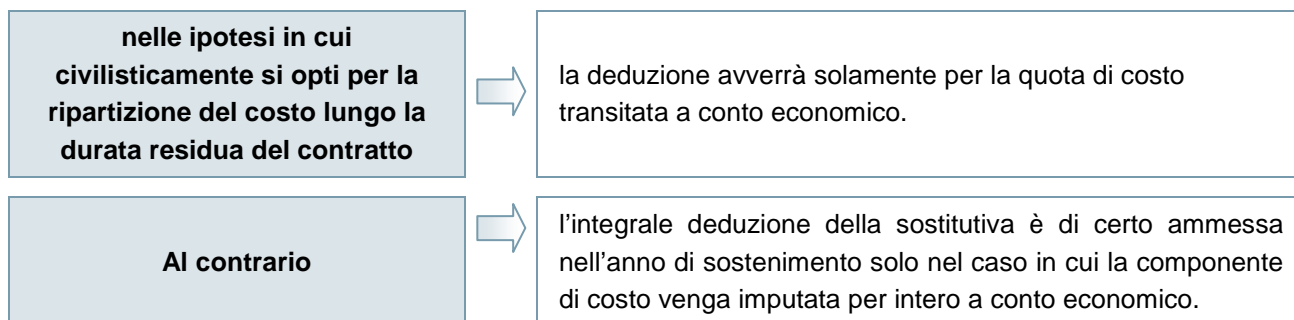 nelle ipotesi in cui
civilisticamente si opti per la
ripartizione del costo lungo la
durata residua del contratto
la deduzione avverrà solamente per la quota di costo
transitata a conto economico.
Al contrario
l'integrale deduzione della sostitutiva è di certo ammessa
nell'anno di sostenimento solo nel caso in cui la componente
di costo venga imputata per intero a conto economico.